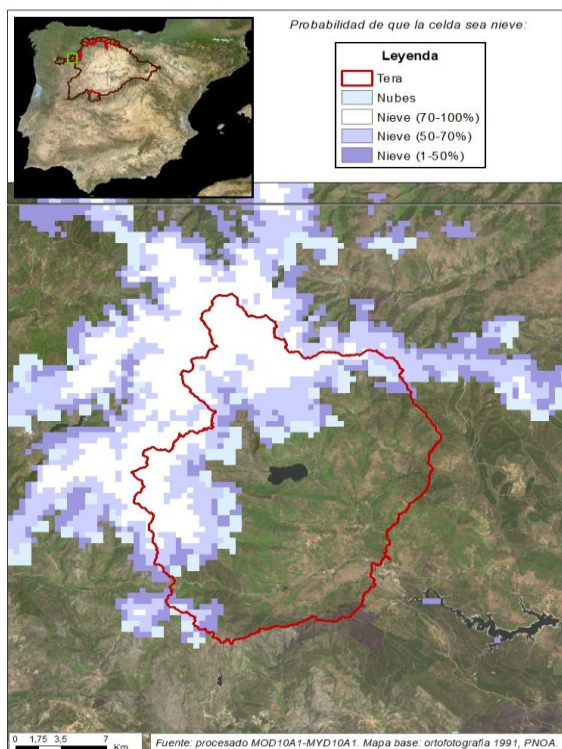 Probabilidad de que la celda sea nieve:
Leyenda
Tera
Nubes
Nieve (70-100%)
Nieve (50-70%)
Nieve (1-50%)
0 1,75 3,5 7
Km
Fuente: procesado MOD10A1-MYD10A1. Mapa base: ortofotografía 1991, PNOA.